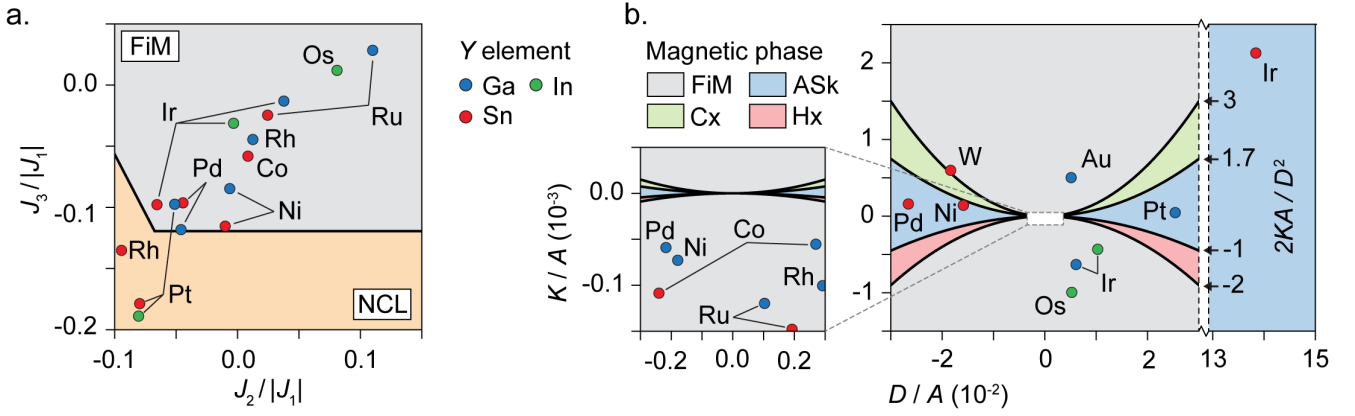 a.
FiM
NCL
Os
Ir
Ru
Rh
Co
Pd
Ni
Rh
Pt
0.0
-0.1
-0.2
-0.1
0.0
0.1
J3 / |J1|
J2 / |J1|
Y element
Ga
In
Sn
b.
Magnetic phase
FiM
ASk
Cx
Hx
0.0
-0.1
Pd
Ni
Co
Rh
Ru
-0.2
0.0
0.2
K / A (10-3)
2
1
0
-1
W
Au
Pd
Ni
Pt
Ir
Os
Ir
3
1.7
-1
-2
2KA / D2
-2
0
2
13
15
D / A (10-2)